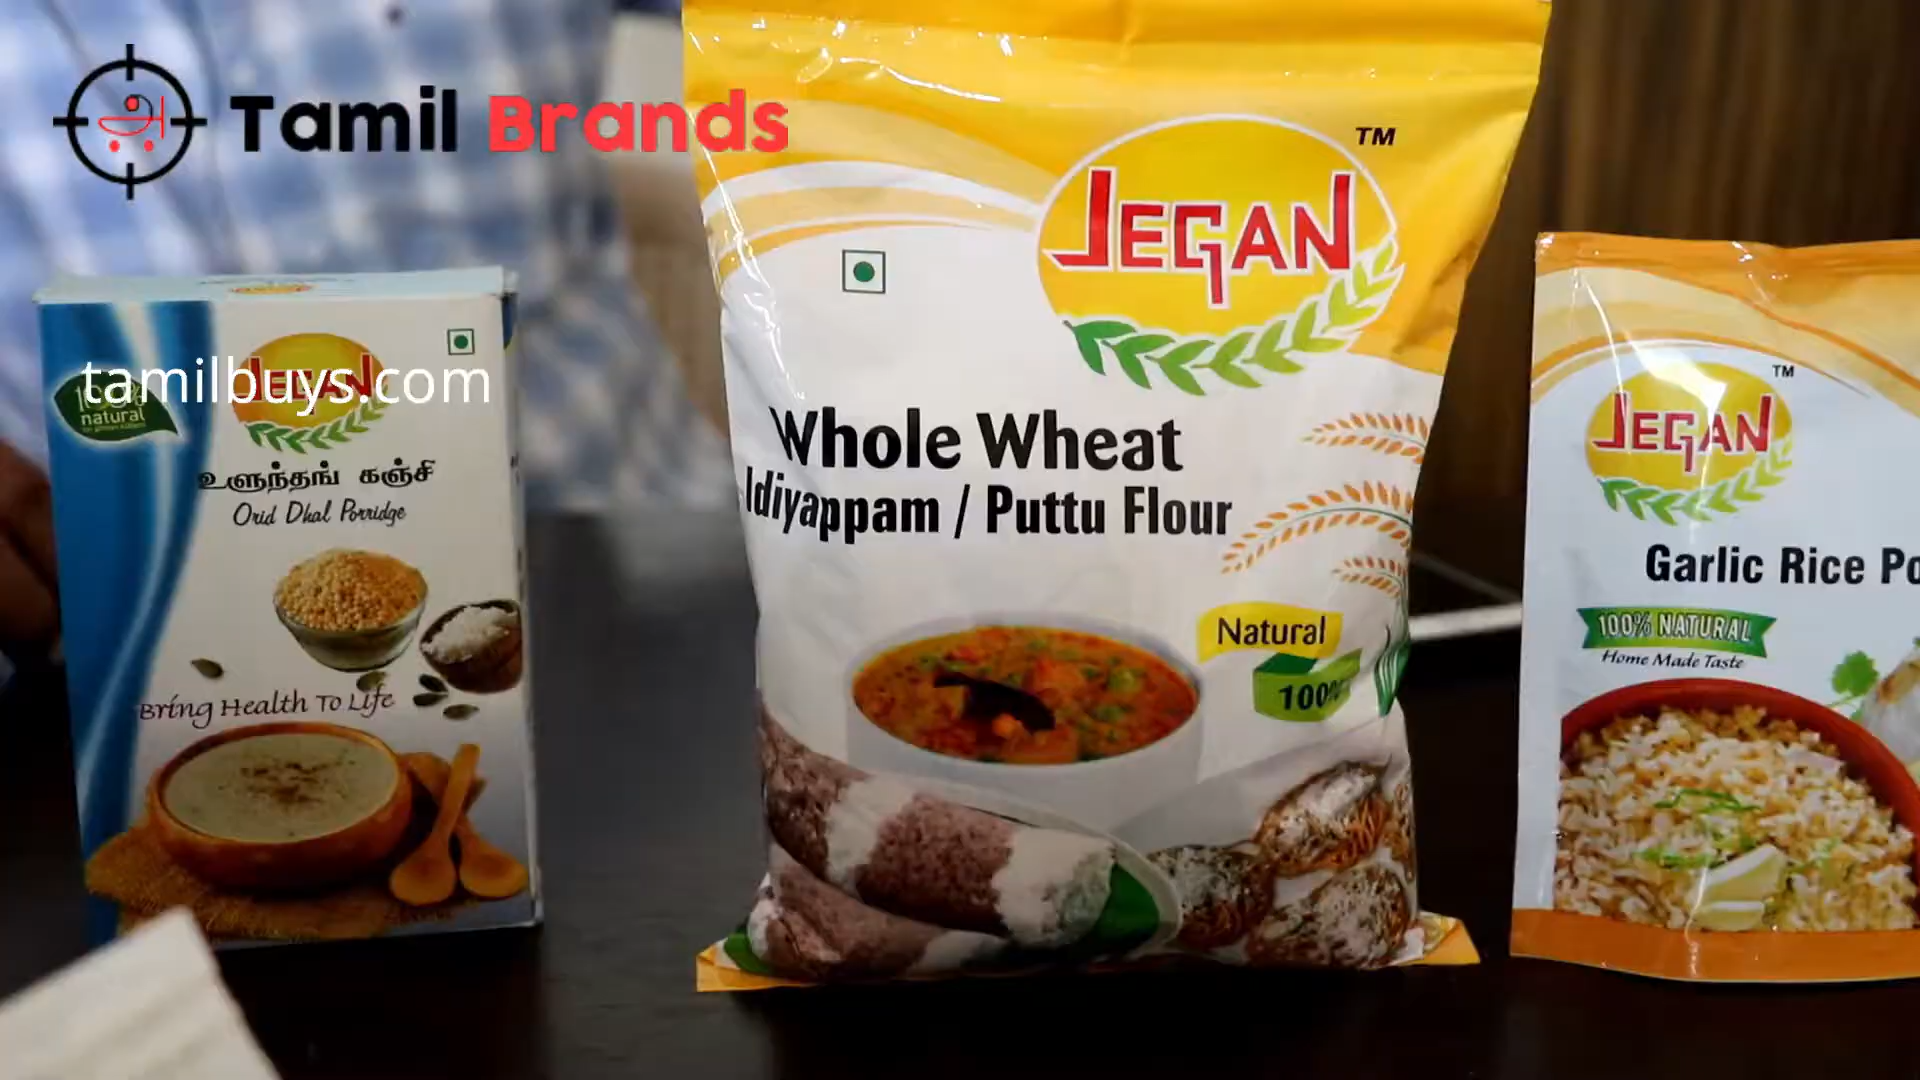 Tamil Brands
tamilbuys.com
JEGAN
natural
உளுந்தங் கஞ்சி
Orid Dhal Porridge
Bring Health To Life
TM
JEGAN
Whole Wheat
Idiyappam / Puttu Flour
Natural
100%
TM
JEGAN
Garlic Rice
100% NATURAL
Home Made Taste